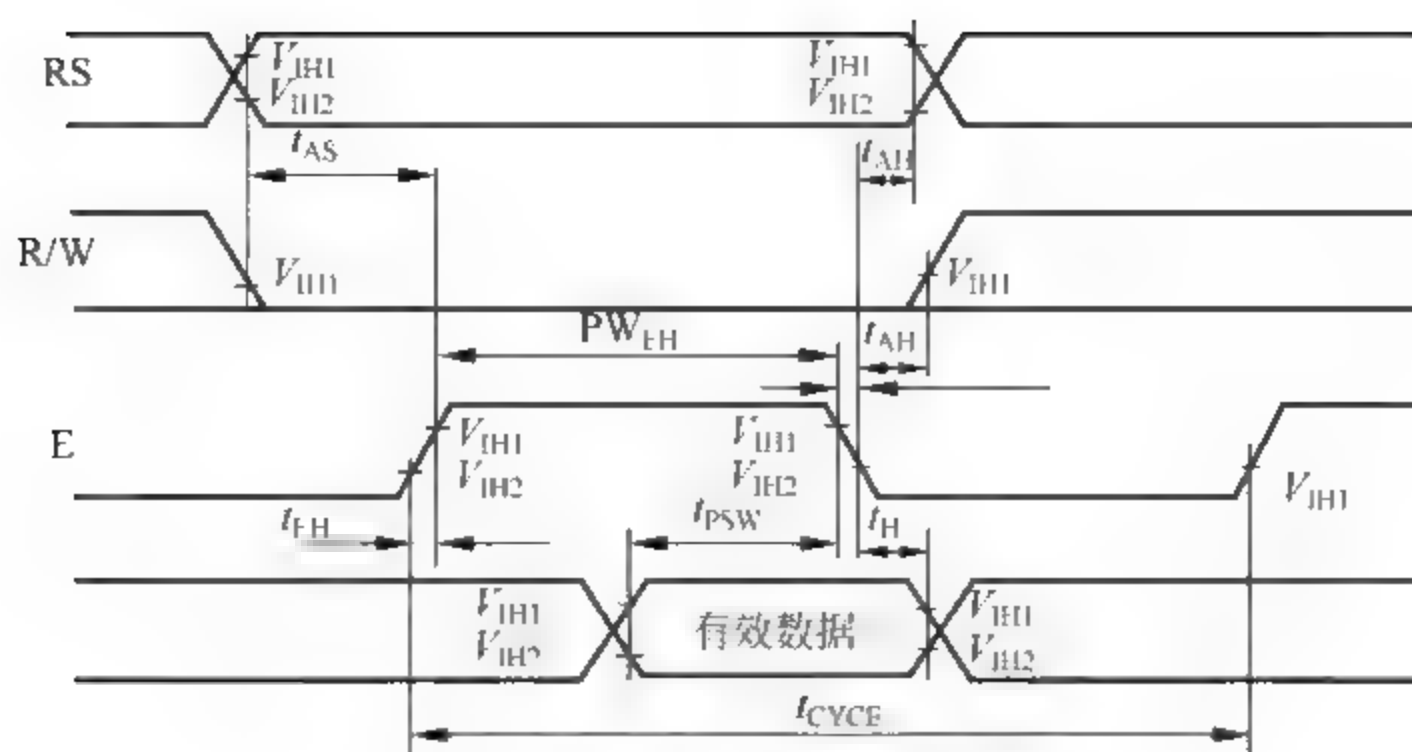 RS
V_IH1
V_IH2
V_IH1
V_IH2
t_AS
t_AH
R/W
V_IH1
V_IH1
PW_EH
t_AH
E
V_IH1
V_IH2
V_IH1
V_IH2
V_IH1
t_EH
t_PSW
t_H
V_IH1
V_IH2
有效数据
V_IH1
V_IH2
t_CYCE